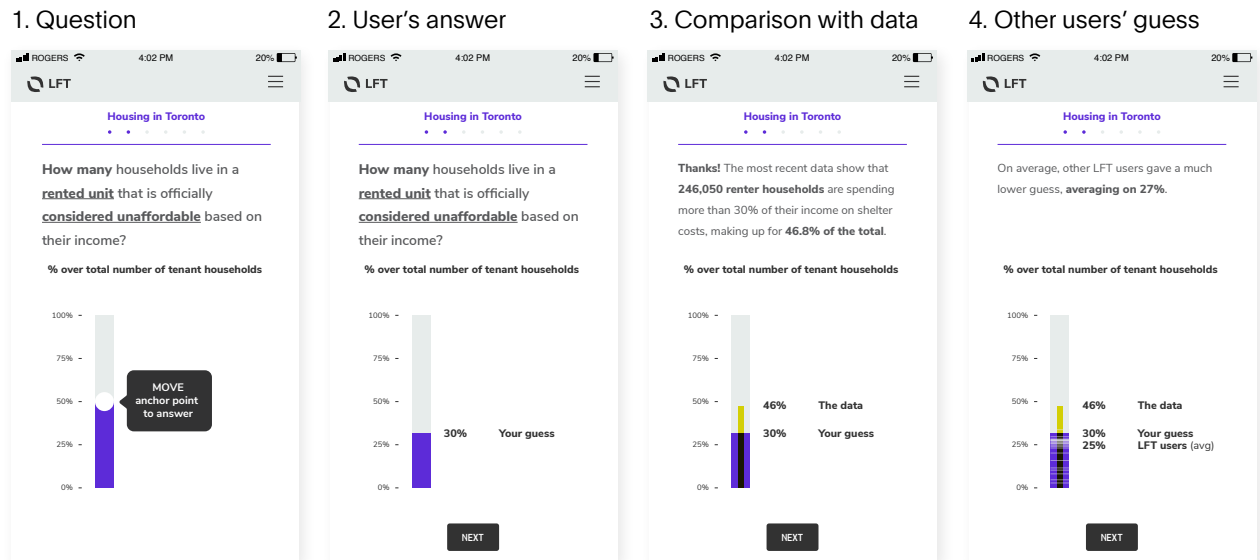 1. Question
ROGERS 4:02 PM 20%
LFT
Housing in Toronto
How many households live in a
rented unit that is officially
considered unaffordable based on
their income?
% over total number of tenant households
100%
75%
50%
25%
0%
MOVE
anchor point
to answer
2. User’s answer
ROGERS 4:02 PM 20%
LFT
Housing in Toronto
How many households live in a
rented unit that is officially
considered unaffordable based on
their income?
% over total number of tenant households
100%
75%
50%
25%
0%
30% Your guess
NEXT
3. Comparison with data
ROGERS 4:02 PM 20%
LFT
Housing in Toronto
Thanks! The most recent data show that
246,050 renter households are spending
more than 30% of their income on shelter
costs, making up for 46.8% of the total.
% over total number of tenant households
100%
75%
50%
25%
0%
46% The data
30% Your guess
NEXT
4. Other users’ guess
ROGERS 4:02 PM 20%
LFT
Housing in Toronto
On average, other LFT users gave a much
lower guess, averaging on 27%.
% over total number of tenant households
100%
75%
50%
25%
0%
46% The data
30% Your guess
25% LFT users (avg)
NEXT